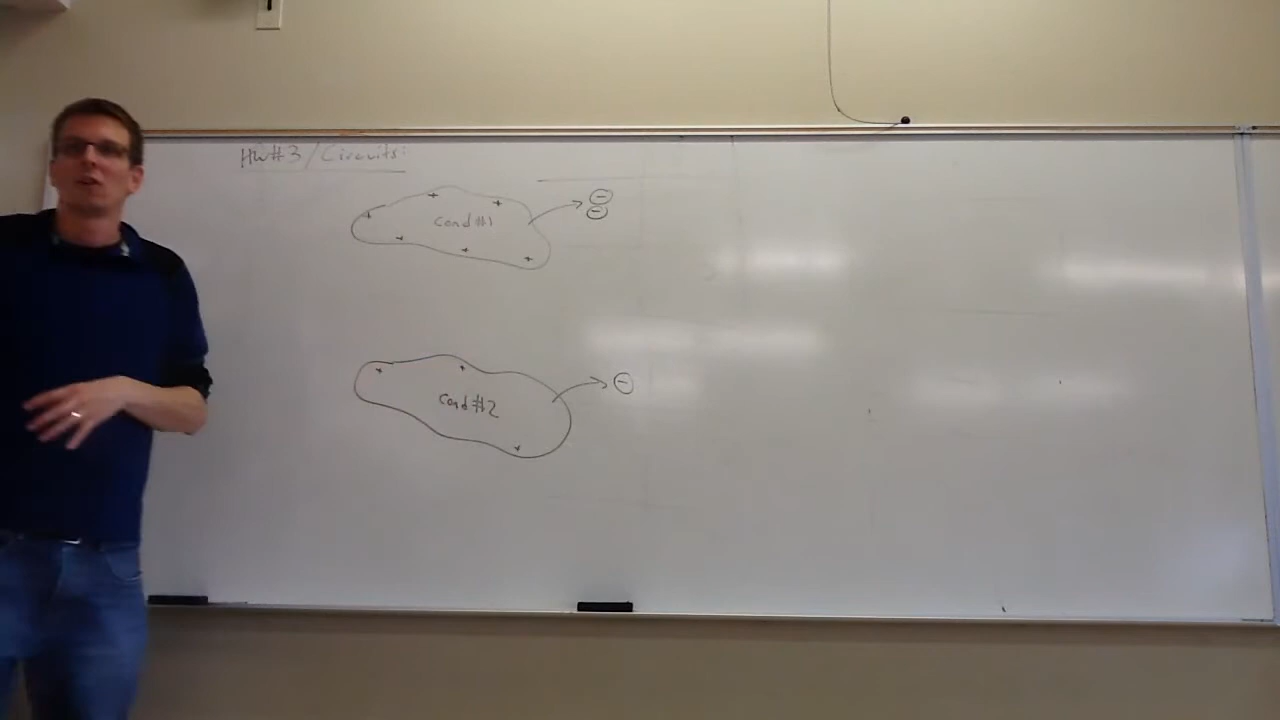 HW#3/Circuits:
+ + +
Cond#1
+ + +
−
−
+ +
Cond#2
+
−